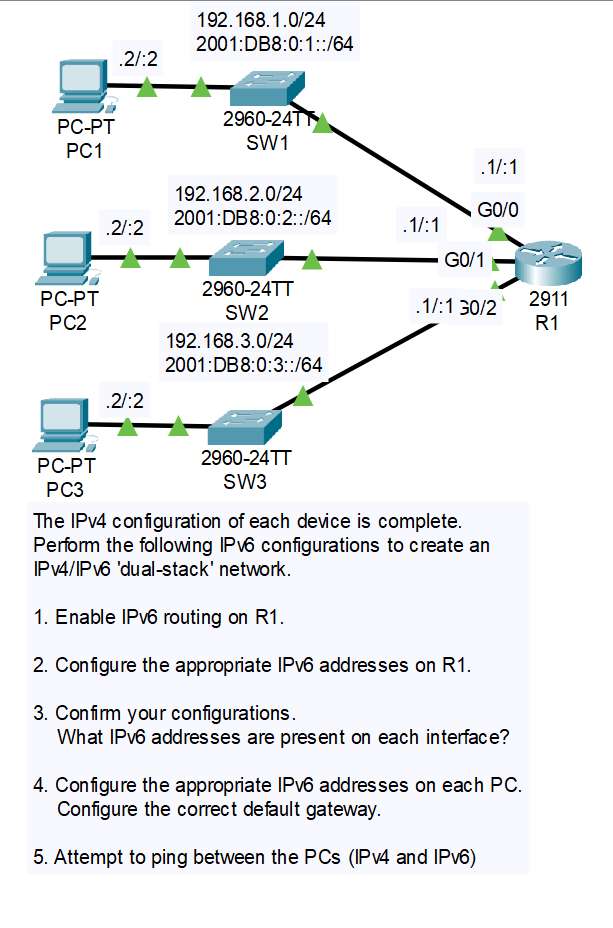 192.168.1.0/24
2001:DB8:0:1::/64
.2/:2
PC-PT
PC1
2960-24TT
SW1
.1/:1
G0/0
192.168.2.0/24
2001:DB8:0:2::/64
.2/:2
.1/:1
G0/1
PC-PT
PC2
2960-24TT
SW2
2911
R1
.1/:1
G0/2
192.168.3.0/24
2001:DB8:0:3::/64
.2/:2
PC-PT
PC3
2960-24TT
SW3
The IPv4 configuration of each device is complete.
Perform the following IPv6 configurations to create an
IPv4/IPv6 'dual-stack' network.
1. Enable IPv6 routing on R1.
2. Configure the appropriate IPv6 addresses on R1.
3. Confirm your configurations.
What IPv6 addresses are present on each interface?
4. Configure the appropriate IPv6 addresses on each PC.
Configure the correct default gateway.
5. Attempt to ping between the PCs (IPv4 and IPv6)